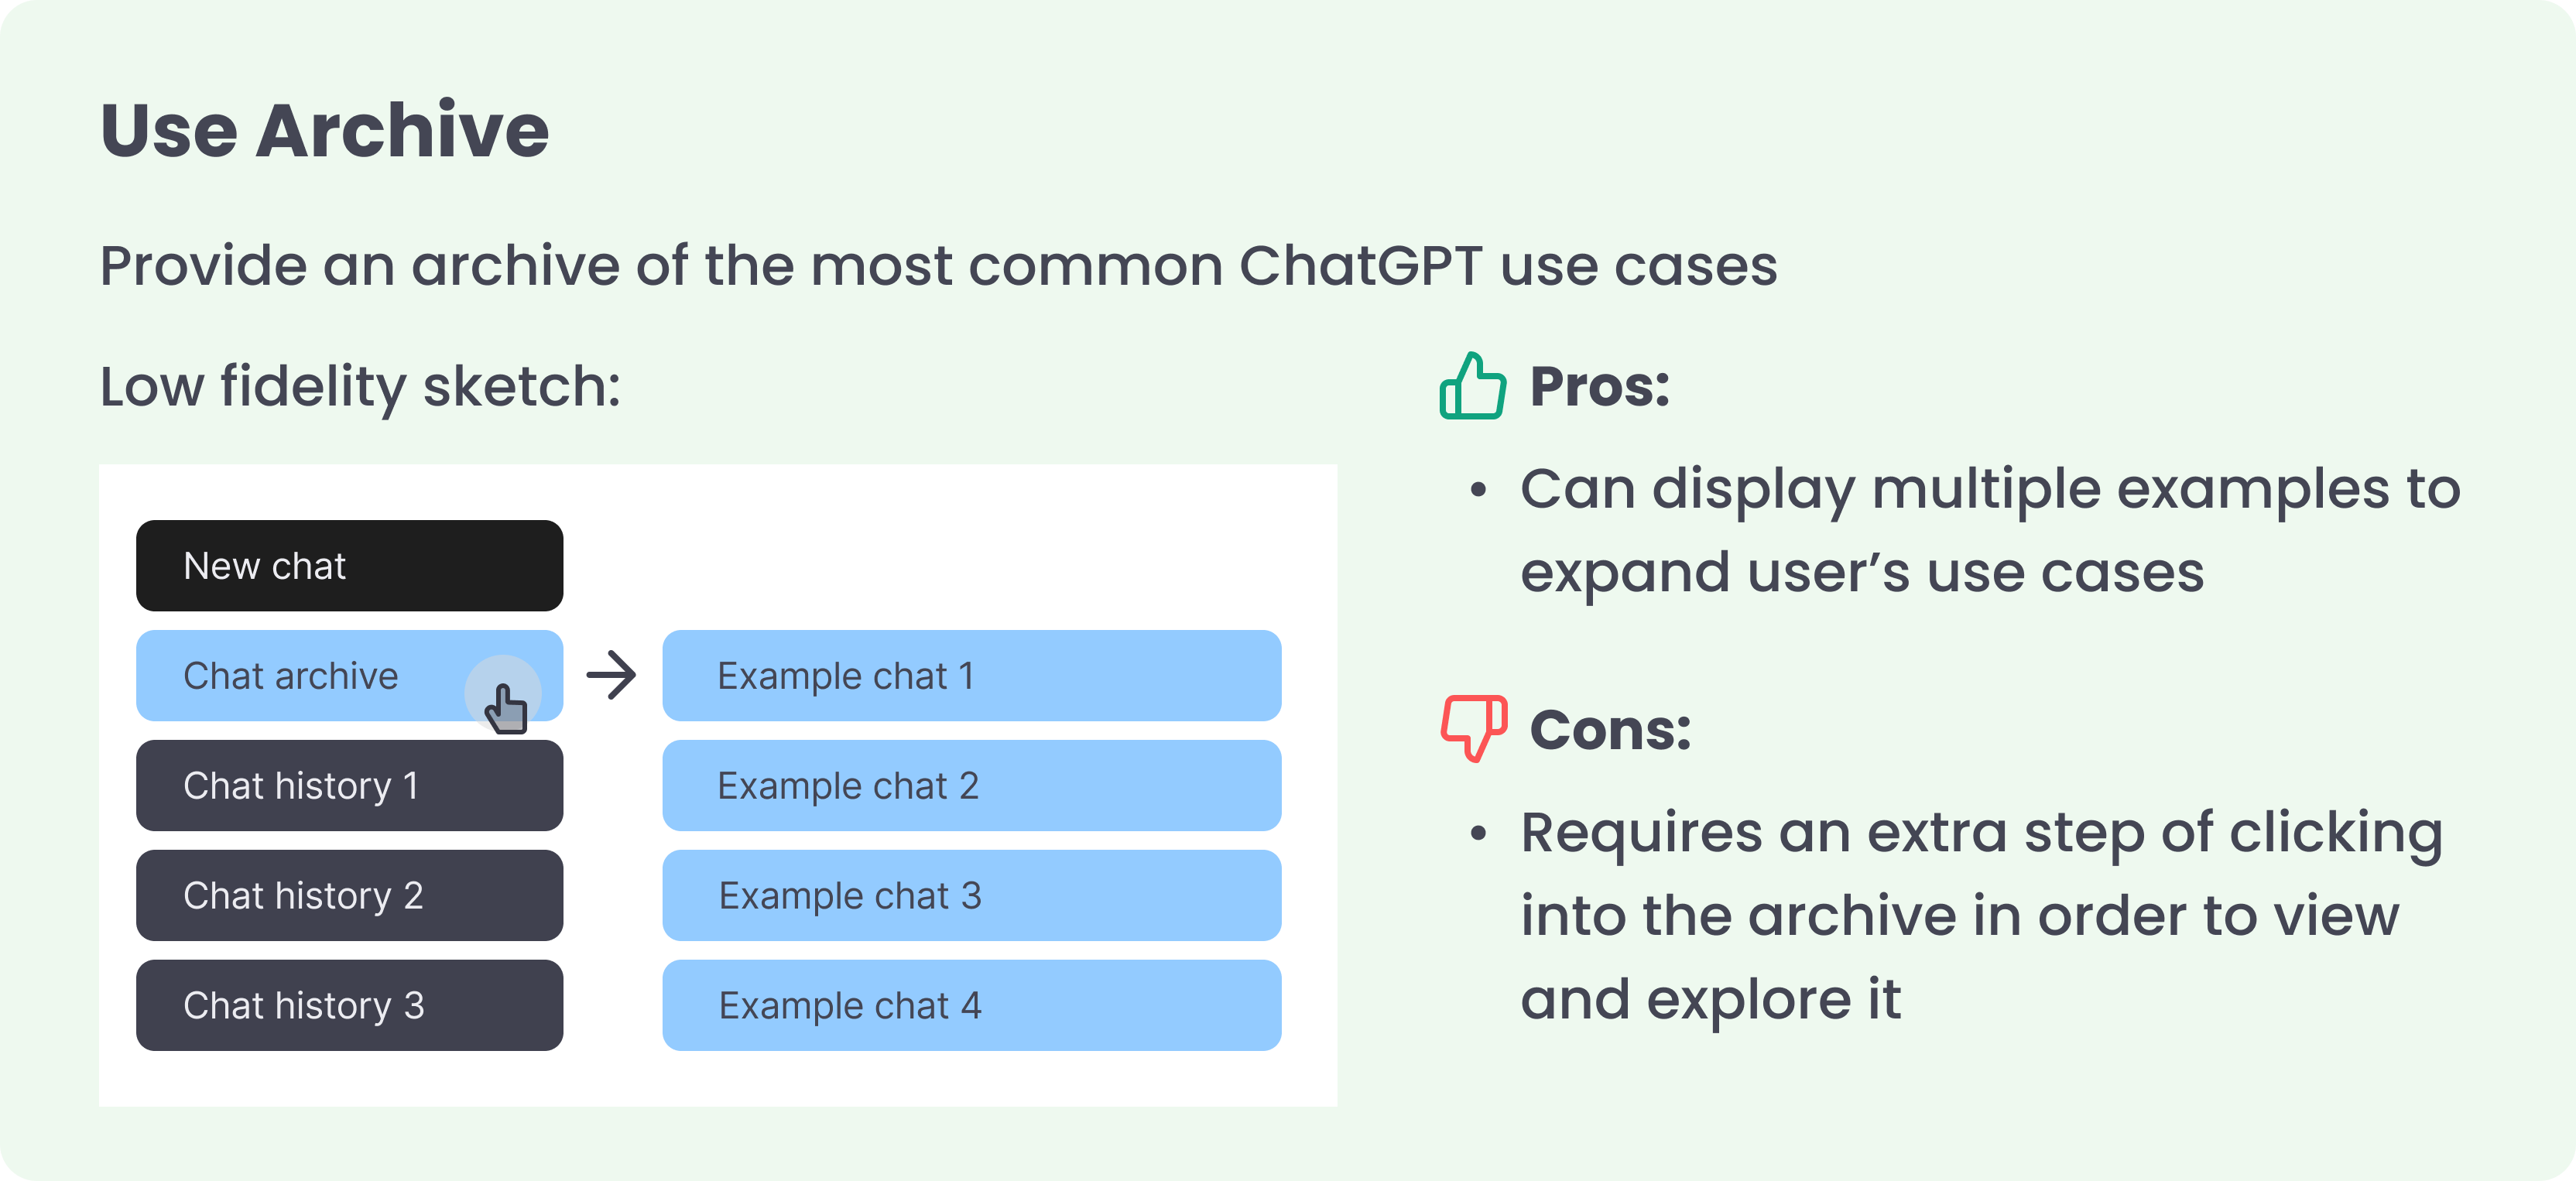 Use Archive
Provide an archive of the most common ChatGPT use cases
Low fidelity sketch:
New chat
Chat archive
Chat history 1
Chat history 2
Chat history 3
Example chat 1
Example chat 2
Example chat 3
Example chat 4
Pros:
• Can display multiple examples to
expand user’s use cases
Cons:
• Requires an extra step of clicking
into the archive in order to view
and explore it